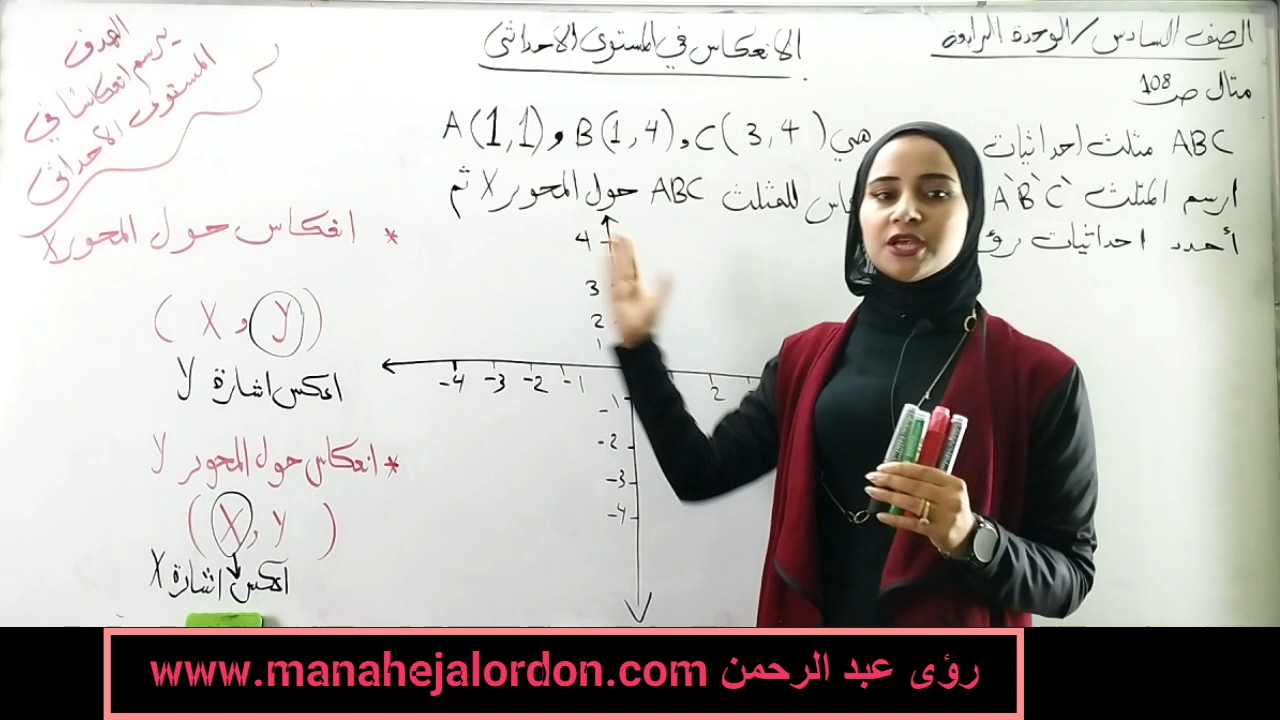 الصف السادس / الوحدة الرابعة
الانعكاس في المستوى الاحداثي
الهدف
يرسم انعكاسًا في
المستوى الاحداثي
مثال ص 108
ABC مثلث احداثيات هي A(1,1) و B(1,4) و C(3,4)
ارسم المثلث A`B`C` للمثلث ABC حول المحور X ثم
أحدد احداثيات
* انعكاس حول المحور X
(X و y)
اعكس اشارة y
* انعكاس حول المحور y
(X, y)
اعكس اشارة X
4
3
2
1
-4 -3 -2 -1 2
-1
-2
-3
-4
رؤى عبد الرحمن www.manahejalordon.com